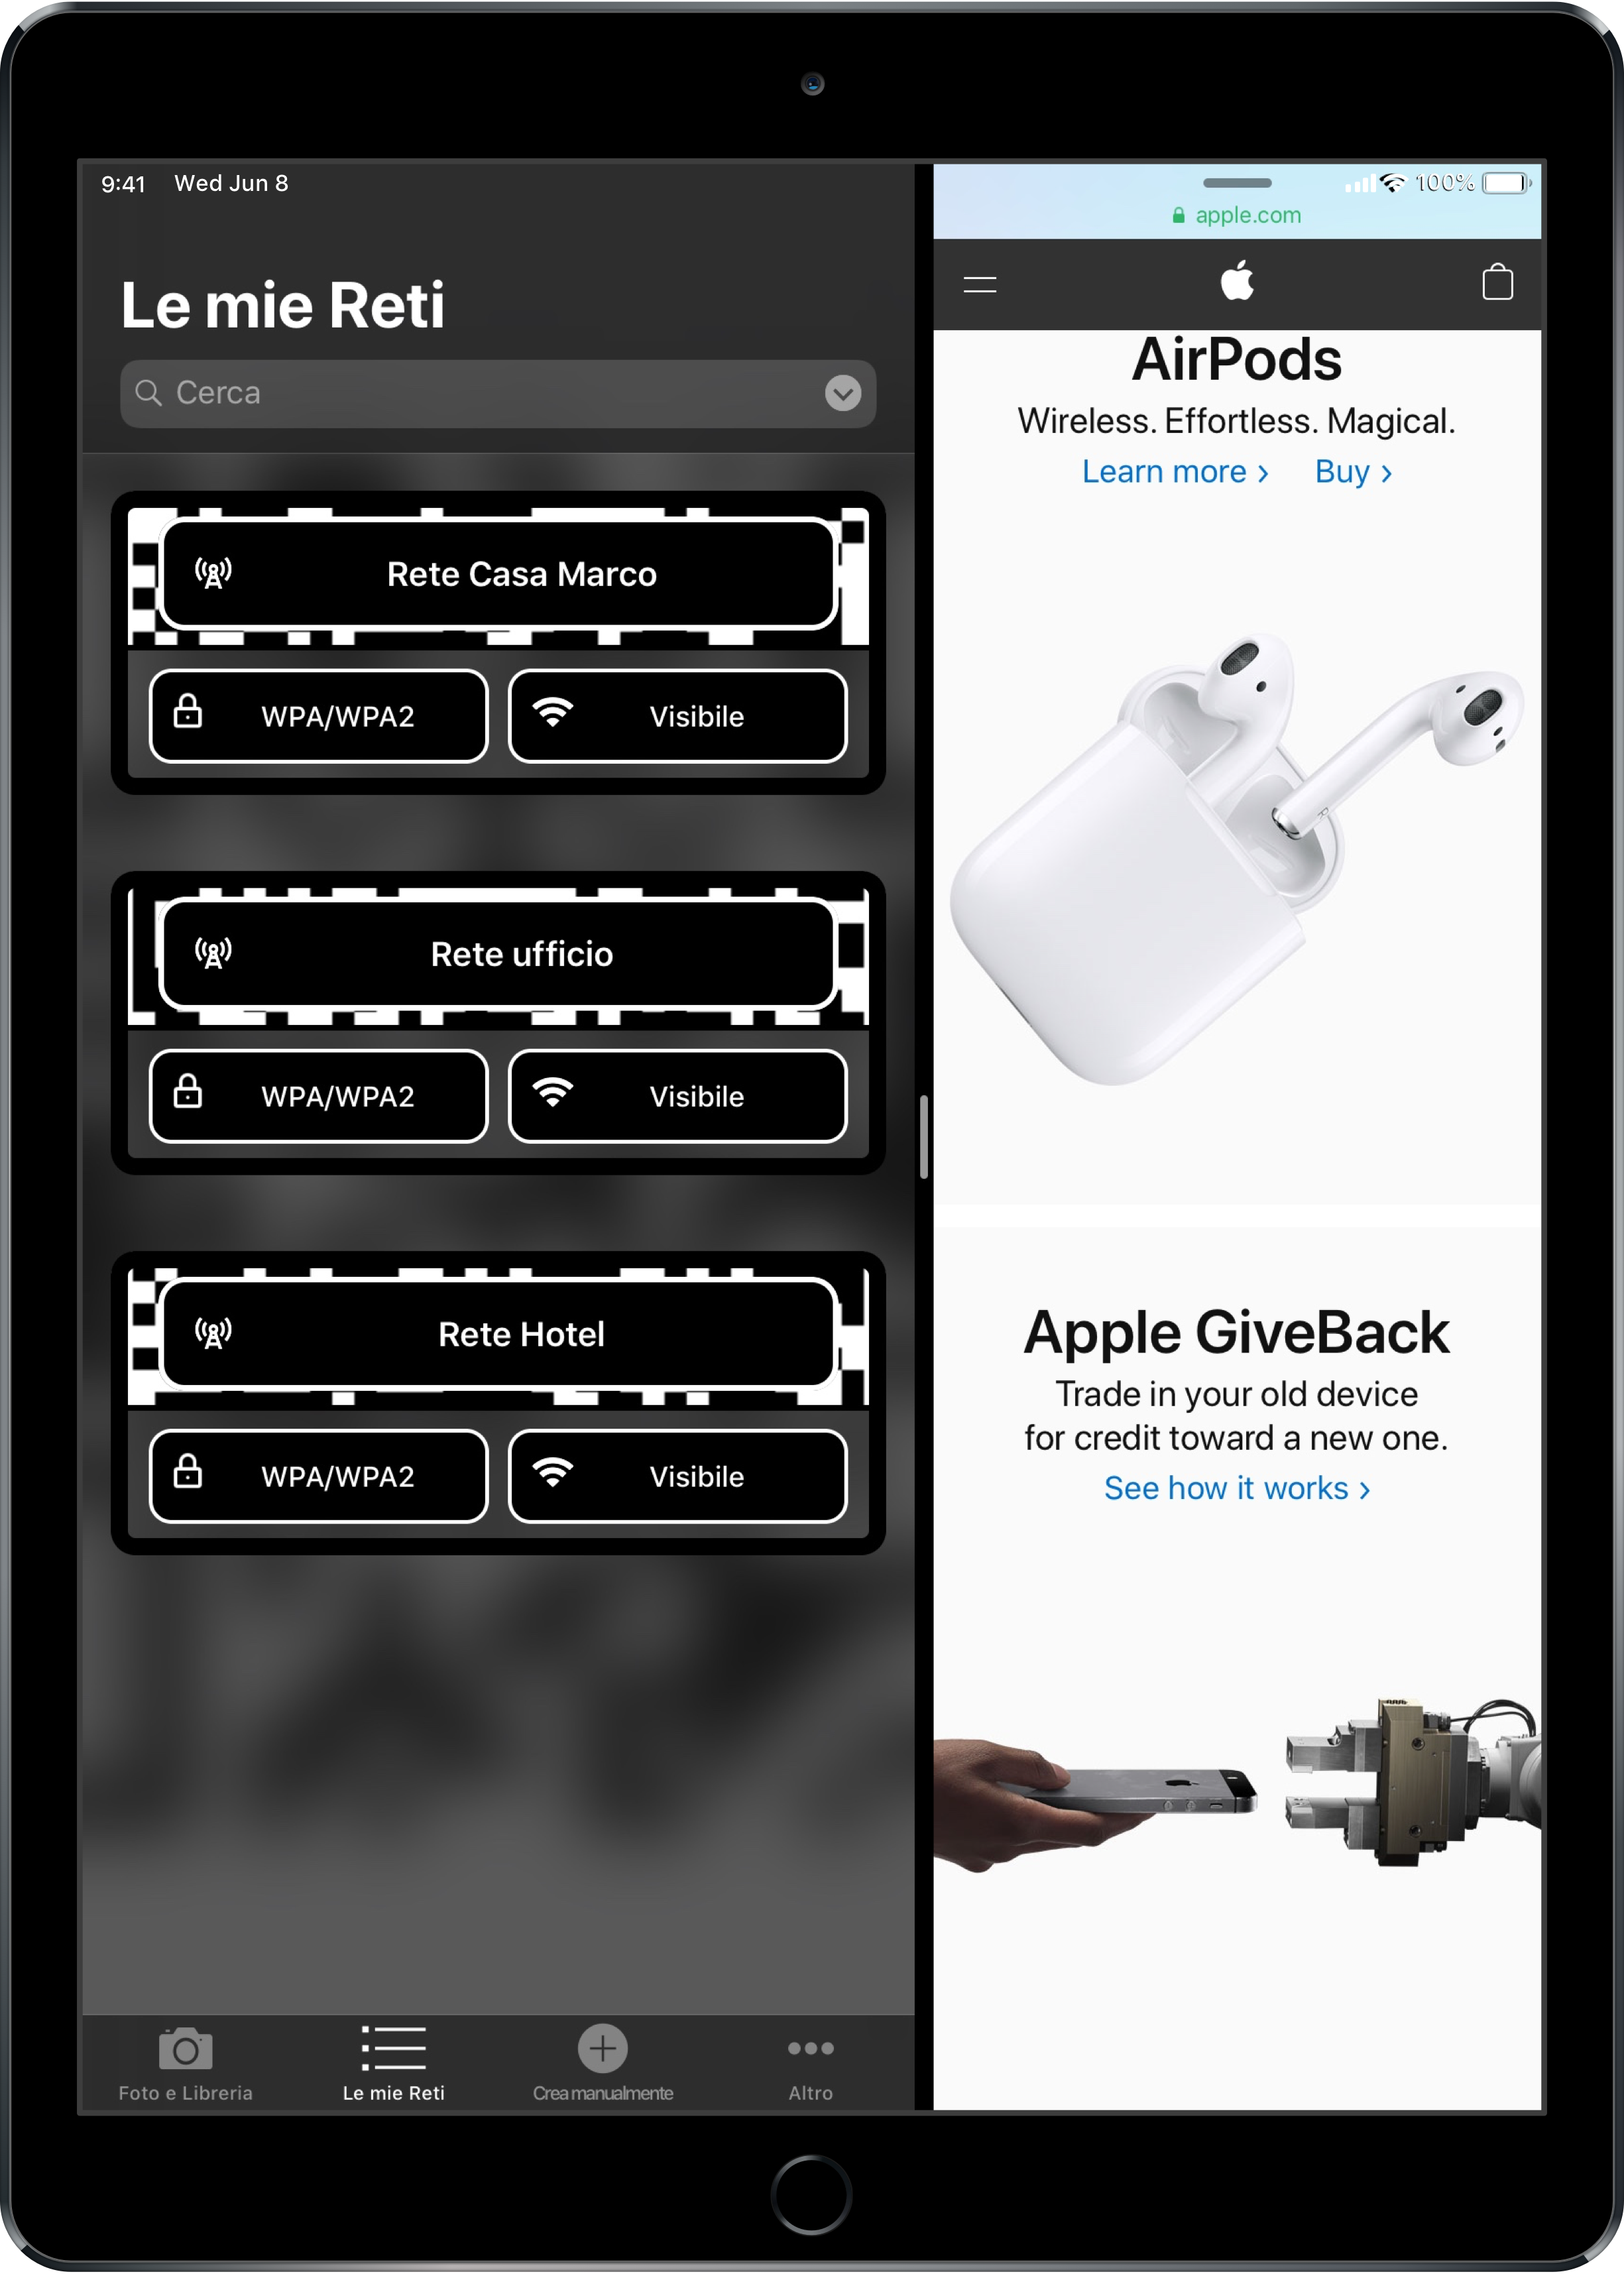 9:41 Wed Jun 8
Le mie Reti
Cerca
Rete Casa Marco
WPA/WPA2
Visibile
Rete ufficio
WPA/WPA2
Visibile
Rete Hotel
WPA/WPA2
Visibile
Foto e Libreria
Le mie Reti
Crea manualmente
Altro
100%
apple.com
AirPods
Wireless. Effortless. Magical.
Learn more › Buy ›
Apple GiveBack
Trade in your old device
for credit toward a new one.
See how it works ›